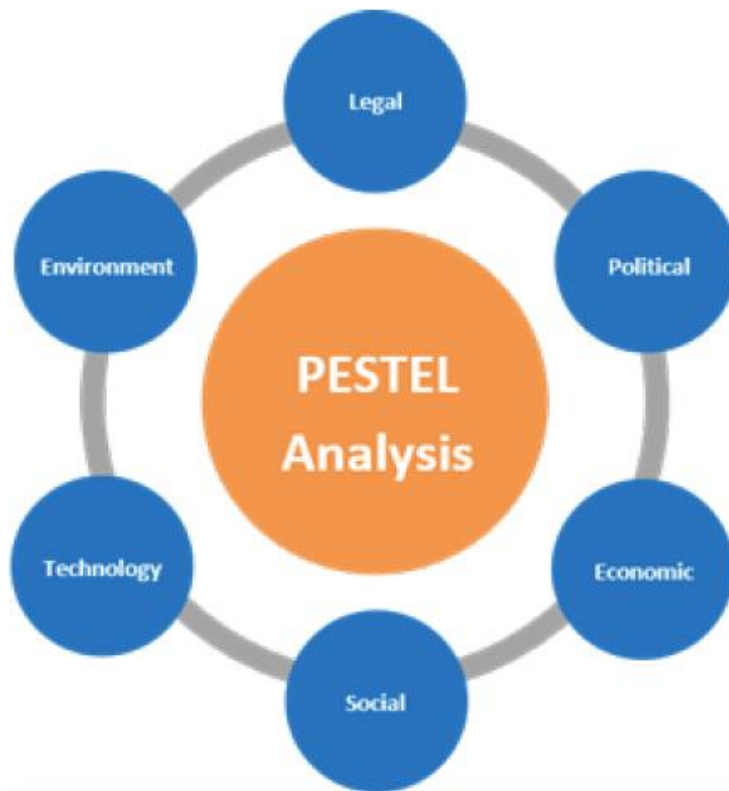 Legal
Environment
Political
PESTEL
Analysis
Technology
Economic
Social